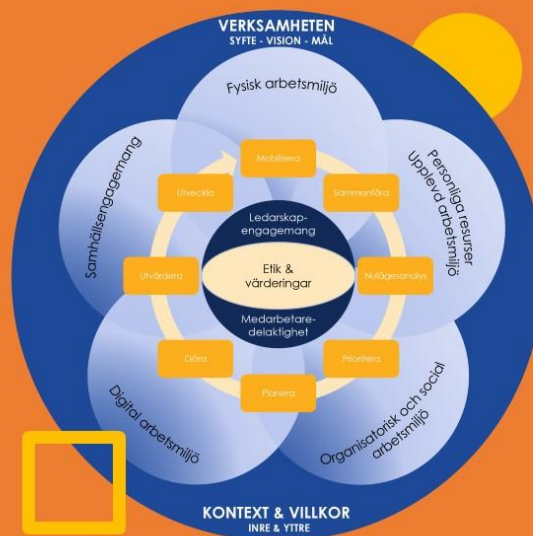 VERKSAMHETEN
SYFTE - VISION - MÅL
Fysisk arbetsmiljö
Personliga resurser
Upplevd arbetsmiljö
Organisatorisk och social
arbetsmiljö
Digital arbetsmiljö
Samhällsengagemang
Mobilisera
Sammanföra
Nulägesanalys
Prioritera
Planera
Göra
Utvärdera
Utveckla
Ledarskap-
engagemang
Etik &
värderingar
Medarbetare-
delaktighet
KONTEXT & VILLKOR
INRE & YTTRE